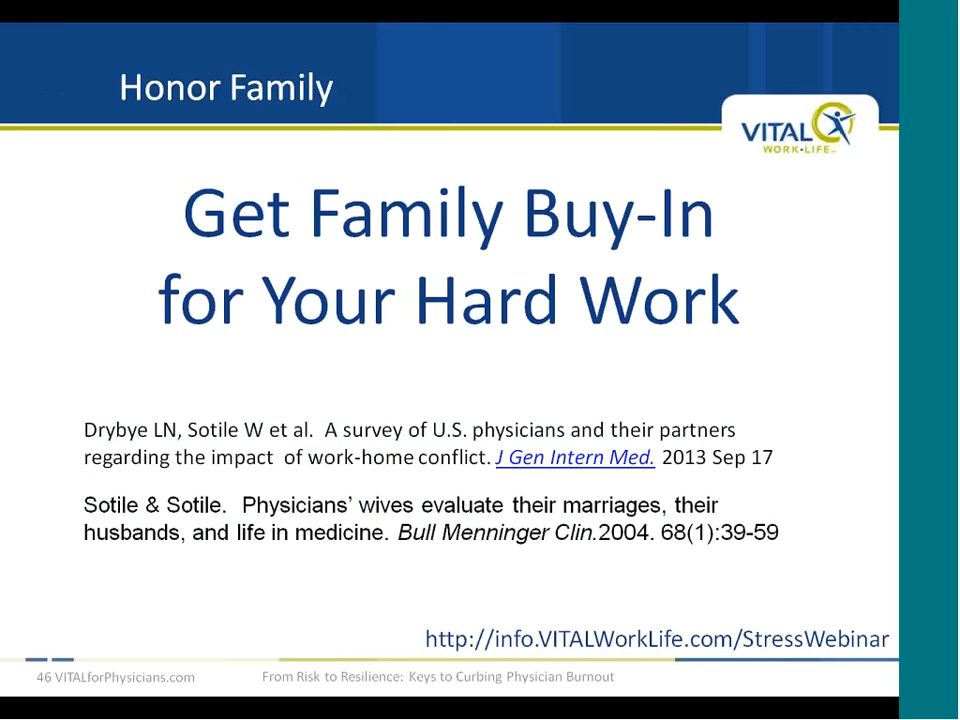 Honor Family
VITAL
WORK•LIFE
Get Family Buy-In
for Your Hard Work
Drybye LN, Sotile W et al.  A survey of U.S. physicians and their partners
regarding the impact  of work-home conflict. J Gen Intern Med. 2013 Sep 17
Sotile & Sotile.  Physicians’ wives evaluate their marriages, their
husbands, and life in medicine. Bull Menninger Clin.2004. 68(1):39-59
http://info.VITALWorkLife.com/StressWebinar
46 VITALforPhysicians.com
From Risk to Resilience: Keys to Curbing Physician Burnout